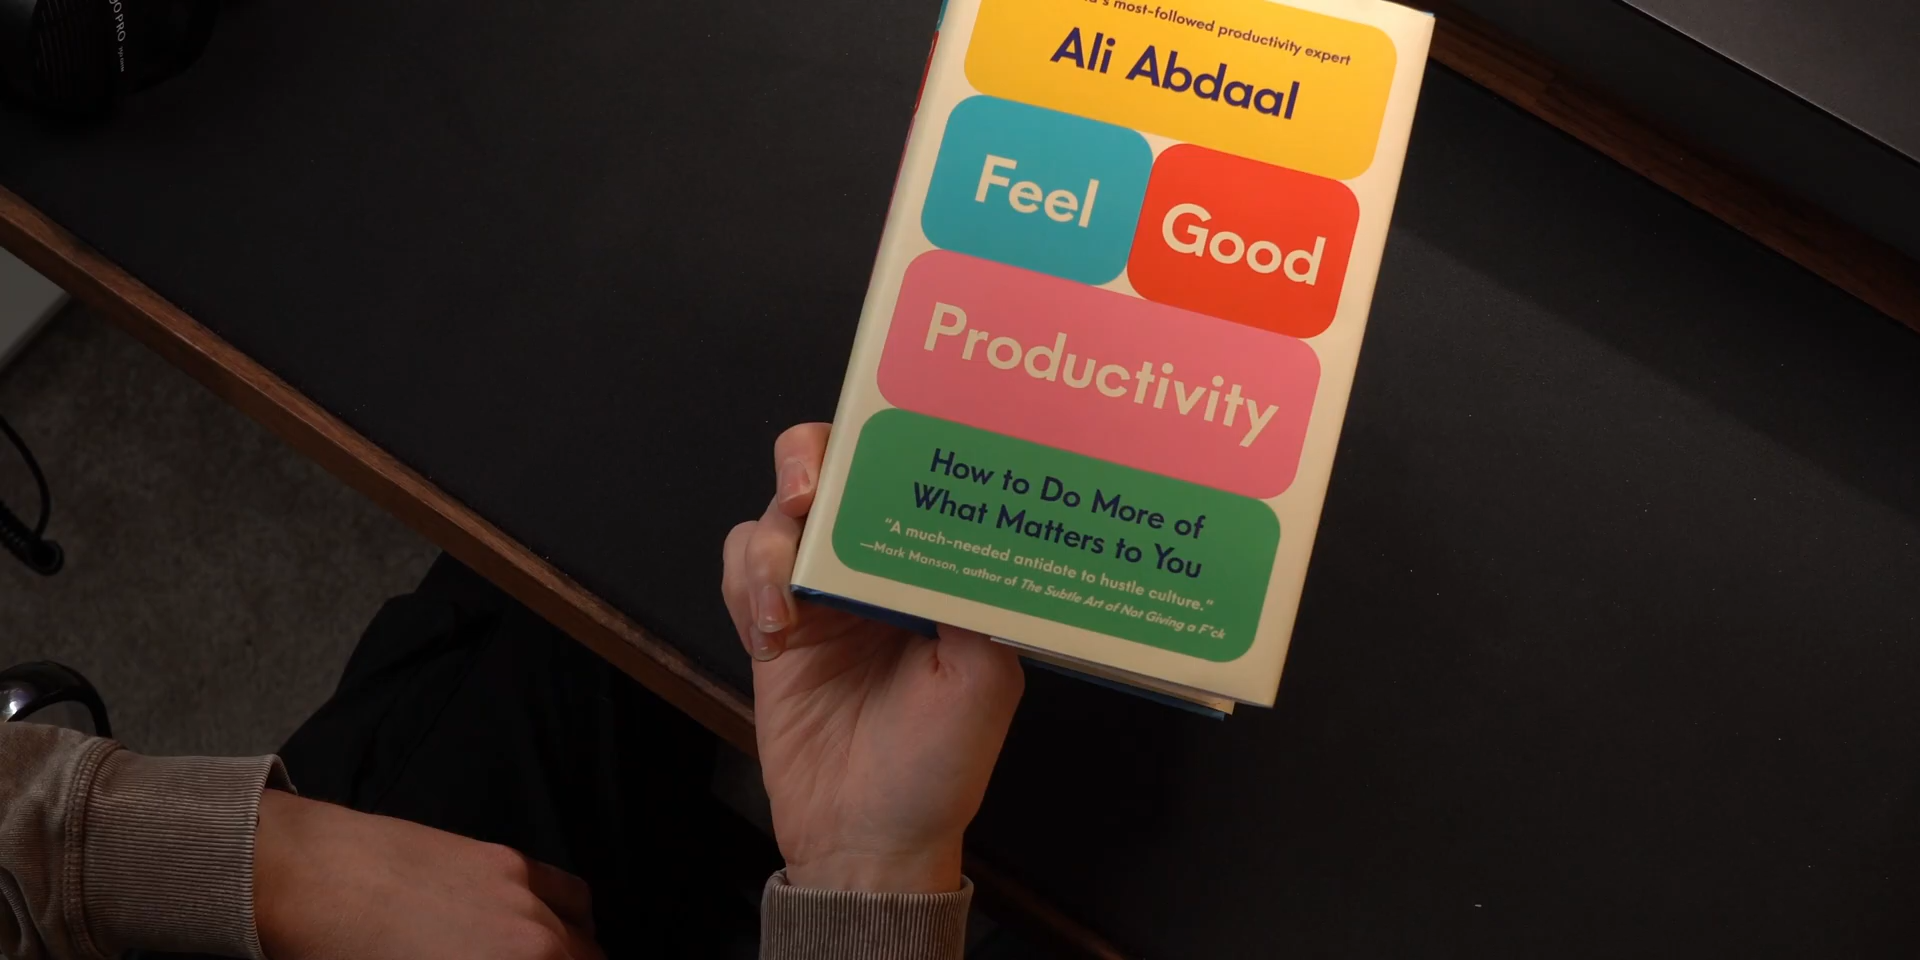 most-followed productivity expert
Ali Abdaal
Feel
Good
Productivity
How to Do More of
What Matters to You
“A much-needed antidote to hustle culture.”
—Mark Manson, author of The Subtle Art of Not Giving a F*ck